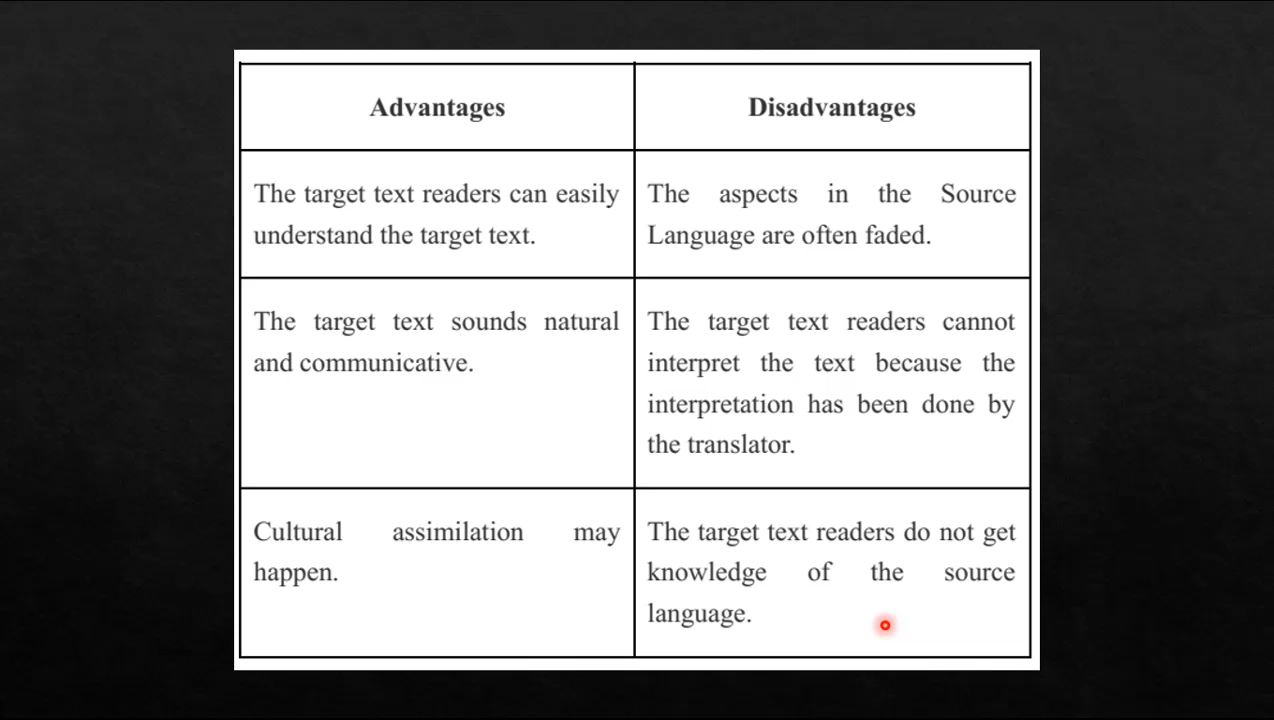 Advantages
Disadvantages
The target text readers can easily
understand the target text.
The aspects in the Source
Language are often faded.
The target text sounds natural
and communicative.
The target text readers cannot
interpret the text because the
interpretation has been done by
the translator.
Cultural assimilation may
happen.
The target text readers do not get
knowledge of the source
language.